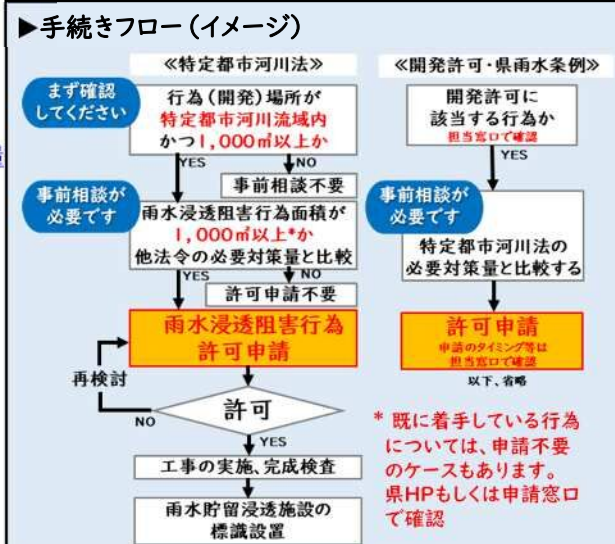 ▶手続きフロー（イメージ）
≪特定都市河川法≫
まず確認
してください
行為（開発）場所が
特定都市河川流域内
かつ1,000㎡以上か
YES
NO
事前相談不要
事前相談が
必要です
雨水浸透阻害行為面積が
1,000㎡以上*か
他法令の必要対策量と比較
YES
NO
許可申請不要
雨水浸透阻害行為
許可申請
再検討
許可
NO
YES
工事の実施、完成検査
雨水貯留浸透施設の
標識設置
≪開発許可・県雨水条例≫
開発許可に
該当する行為か
担当窓口で確認
YES
事前相談が
必要です
特定都市河川法の
必要対策量と比較する
許可申請
申請のタイミング等は
担当窓口で確認
以下、省略
* 既に着手している行為
については、申請不要
のケースもあります。
県HPもしくは申請窓口
で確認